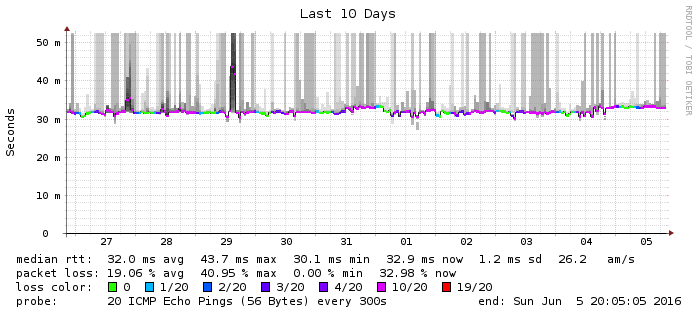 Last 10 Days
RRDTOOL / TOBI OETIKER
Seconds
50 m
40 m
30 m
20 m
10 m
0
27 28 29 30 31 01 02 03 04 05
median rtt: 32.0 ms avg 43.7 ms max 30.1 ms min 32.9 ms now 1.2 ms sd 26.2 am/s
packet loss: 19.06 % avg 40.95 % max 0.00 % min 32.98 % now
loss color: 0 1/20 2/20 3/20 4/20 10/20 19/20
probe: 20 ICMP Echo Pings (56 Bytes) every 300s end: Sun Jun 5 20:05:05 2016